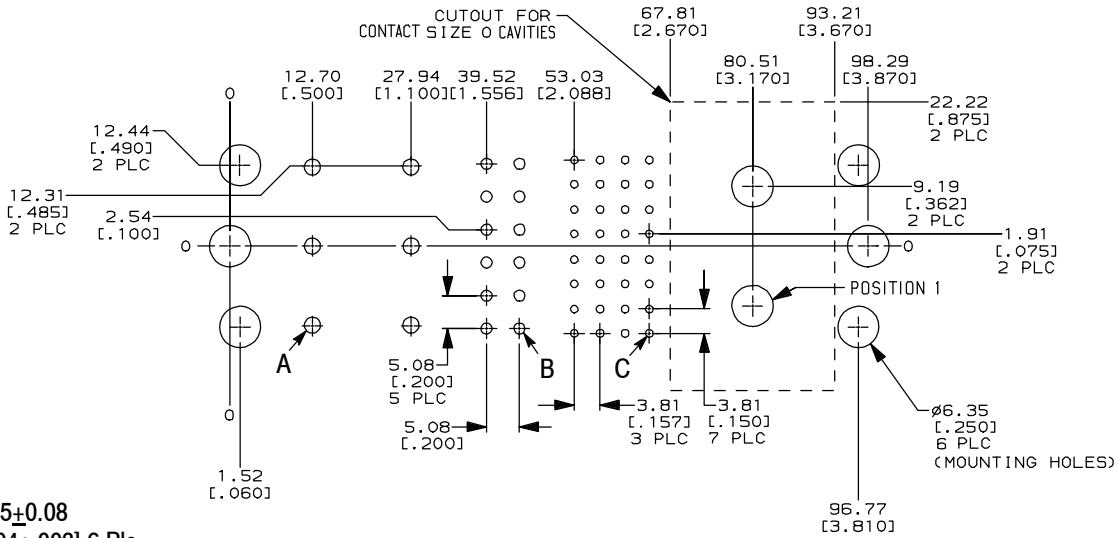 CUTOUT FOR
CONTACT SIZE 0 CAVITIES
67.81
[2.670]
93.21
[3.670]
80.51
[3.170]
98.29
[3.870]
0
12.70
[.500]
27.94
[1.100]
39.52
[1.556]
53.03
[2.088]
22.22
[.875]
2 PLC
12.44
[.490]
2 PLC
12.31
[.485]
2 PLC
9.19
[.362]
2 PLC
2.54
[.100]
0
0
1.91
[.075]
2 PLC
POSITION 1
A
B
C
5.08
[.200]
5 PLC
5.08
[.200]
3.81
[.157]
3 PLC
3.81
[.150]
7 PLC
0
Ø6.35
[.250]
6 PLC
(MOUNTING HOLES)
1.52
[.060]
96.77
[3.810]
5±0.08